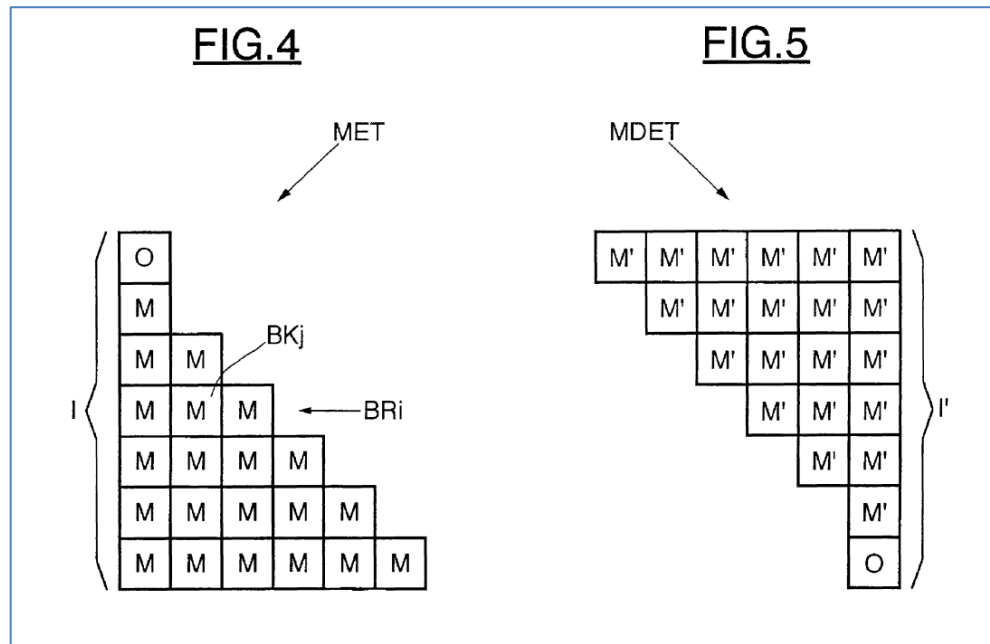 FIG.4
FIG.5
MET
MDET
O
M
M M
M M M
M M M M
M M M M M
M M M M M M
BKj
BRi
I
M' M' M' M' M' M'
M' M' M' M' M'
M' M' M' M'
M' M' M'
M' M'
M'
O
I'